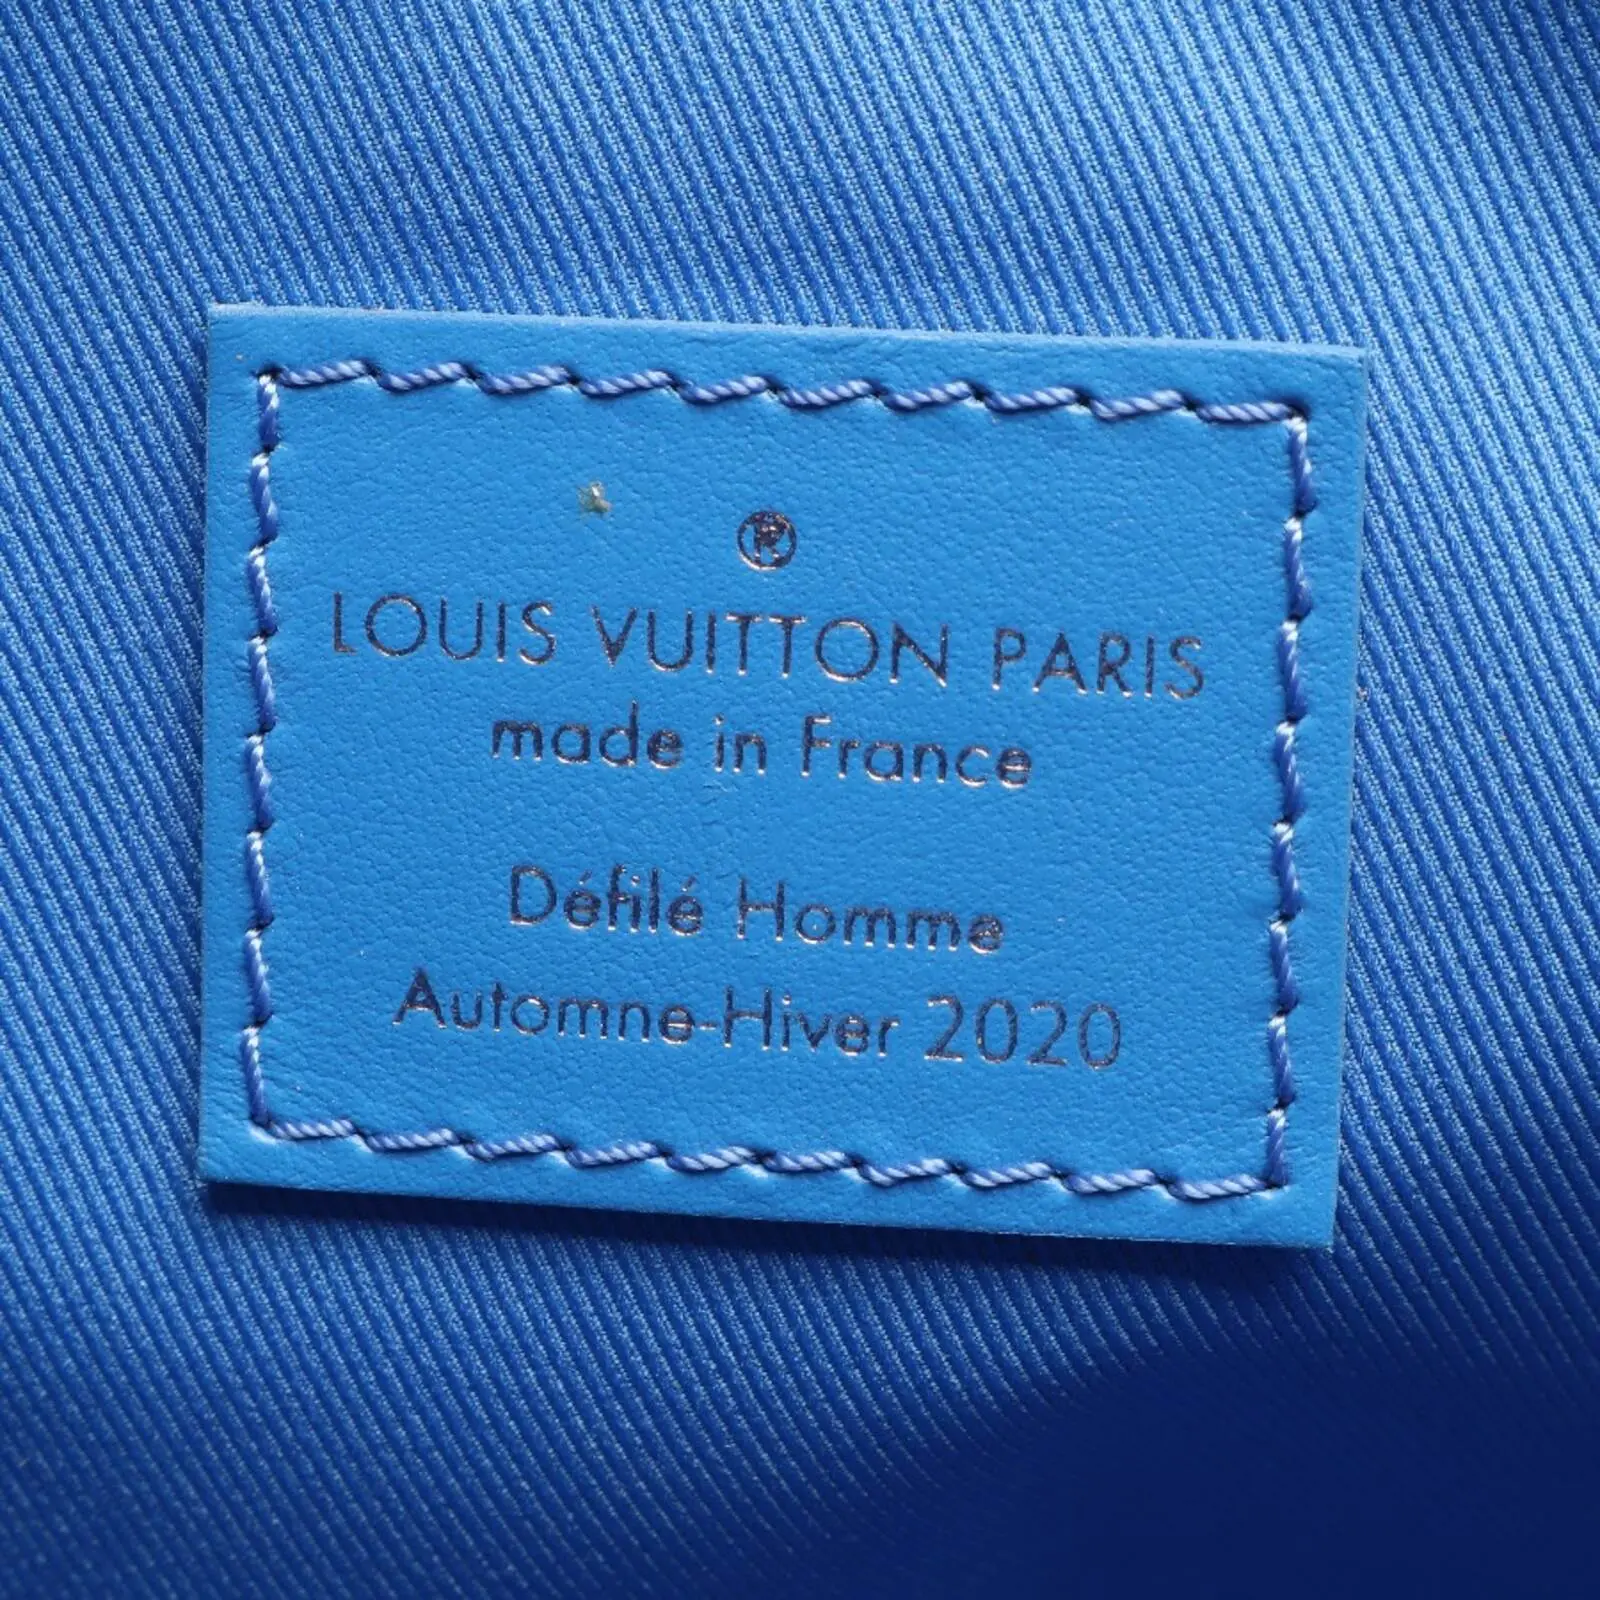 ®
LOUIS VUITTON PARIS
made in France
Défilé Homme
Automne-Hiver 2020